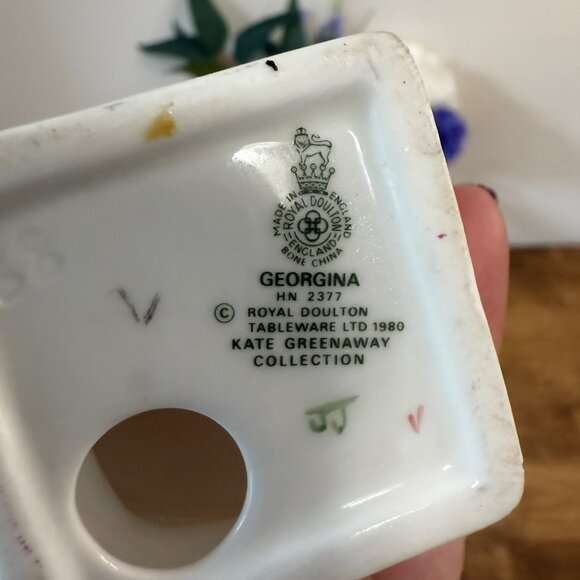 MADE IN ENGLAND
ROYAL DOULTON
ENGLAND
BONE CHINA
GEORGINA
HN 2377
© ROYAL DOULTON
TABLEWARE LTD 1980
KATE GREENAWAY
COLLECTION
JJ
V
V